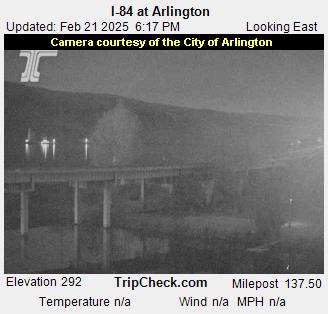 I-84 at Arlington
Updated: Feb 21 2025 6:17 PM Looking East
Camera courtesy of the City of Arlington
Elevation 292 TripCheck.com Milepost 137.50
Temperature n/a Wind n/a MPH n/a